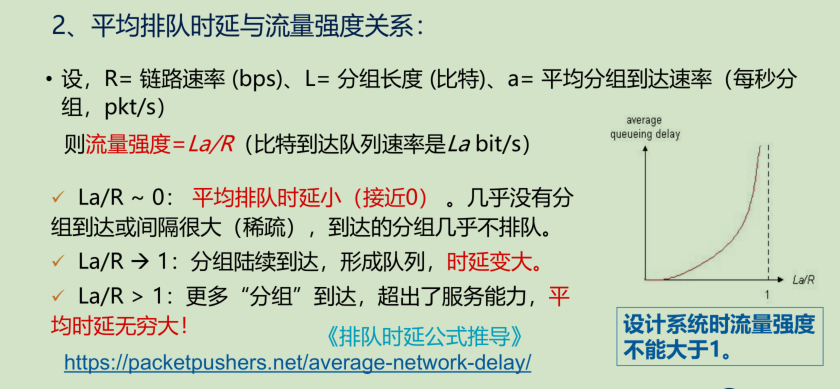 2、平均排队时延与流量强度关系：
• 设，R= 链路速率 (bps)、L= 分组长度 (比特)、a= 平均分组到达速率（每秒分
组，pkt/s）
则流量强度=La/R（比特到达队列速率是La bit/s）
✓ La/R ~ 0： 平均排队时延小（接近0） 。几乎没有分
组到达或间隔很大（稀疏），到达的分组几乎不排队。
✓ La/R → 1：分组陆续到达，形成队列，时延变大。
✓ La/R > 1：更多“分组”到达，超出了服务能力，平
均时延无穷大！
《排队时延公式推导》
https://packetpushers.net/average-network-delay/
average
queueing delay
La/R
1
设计系统时流量强度
不能大于1。